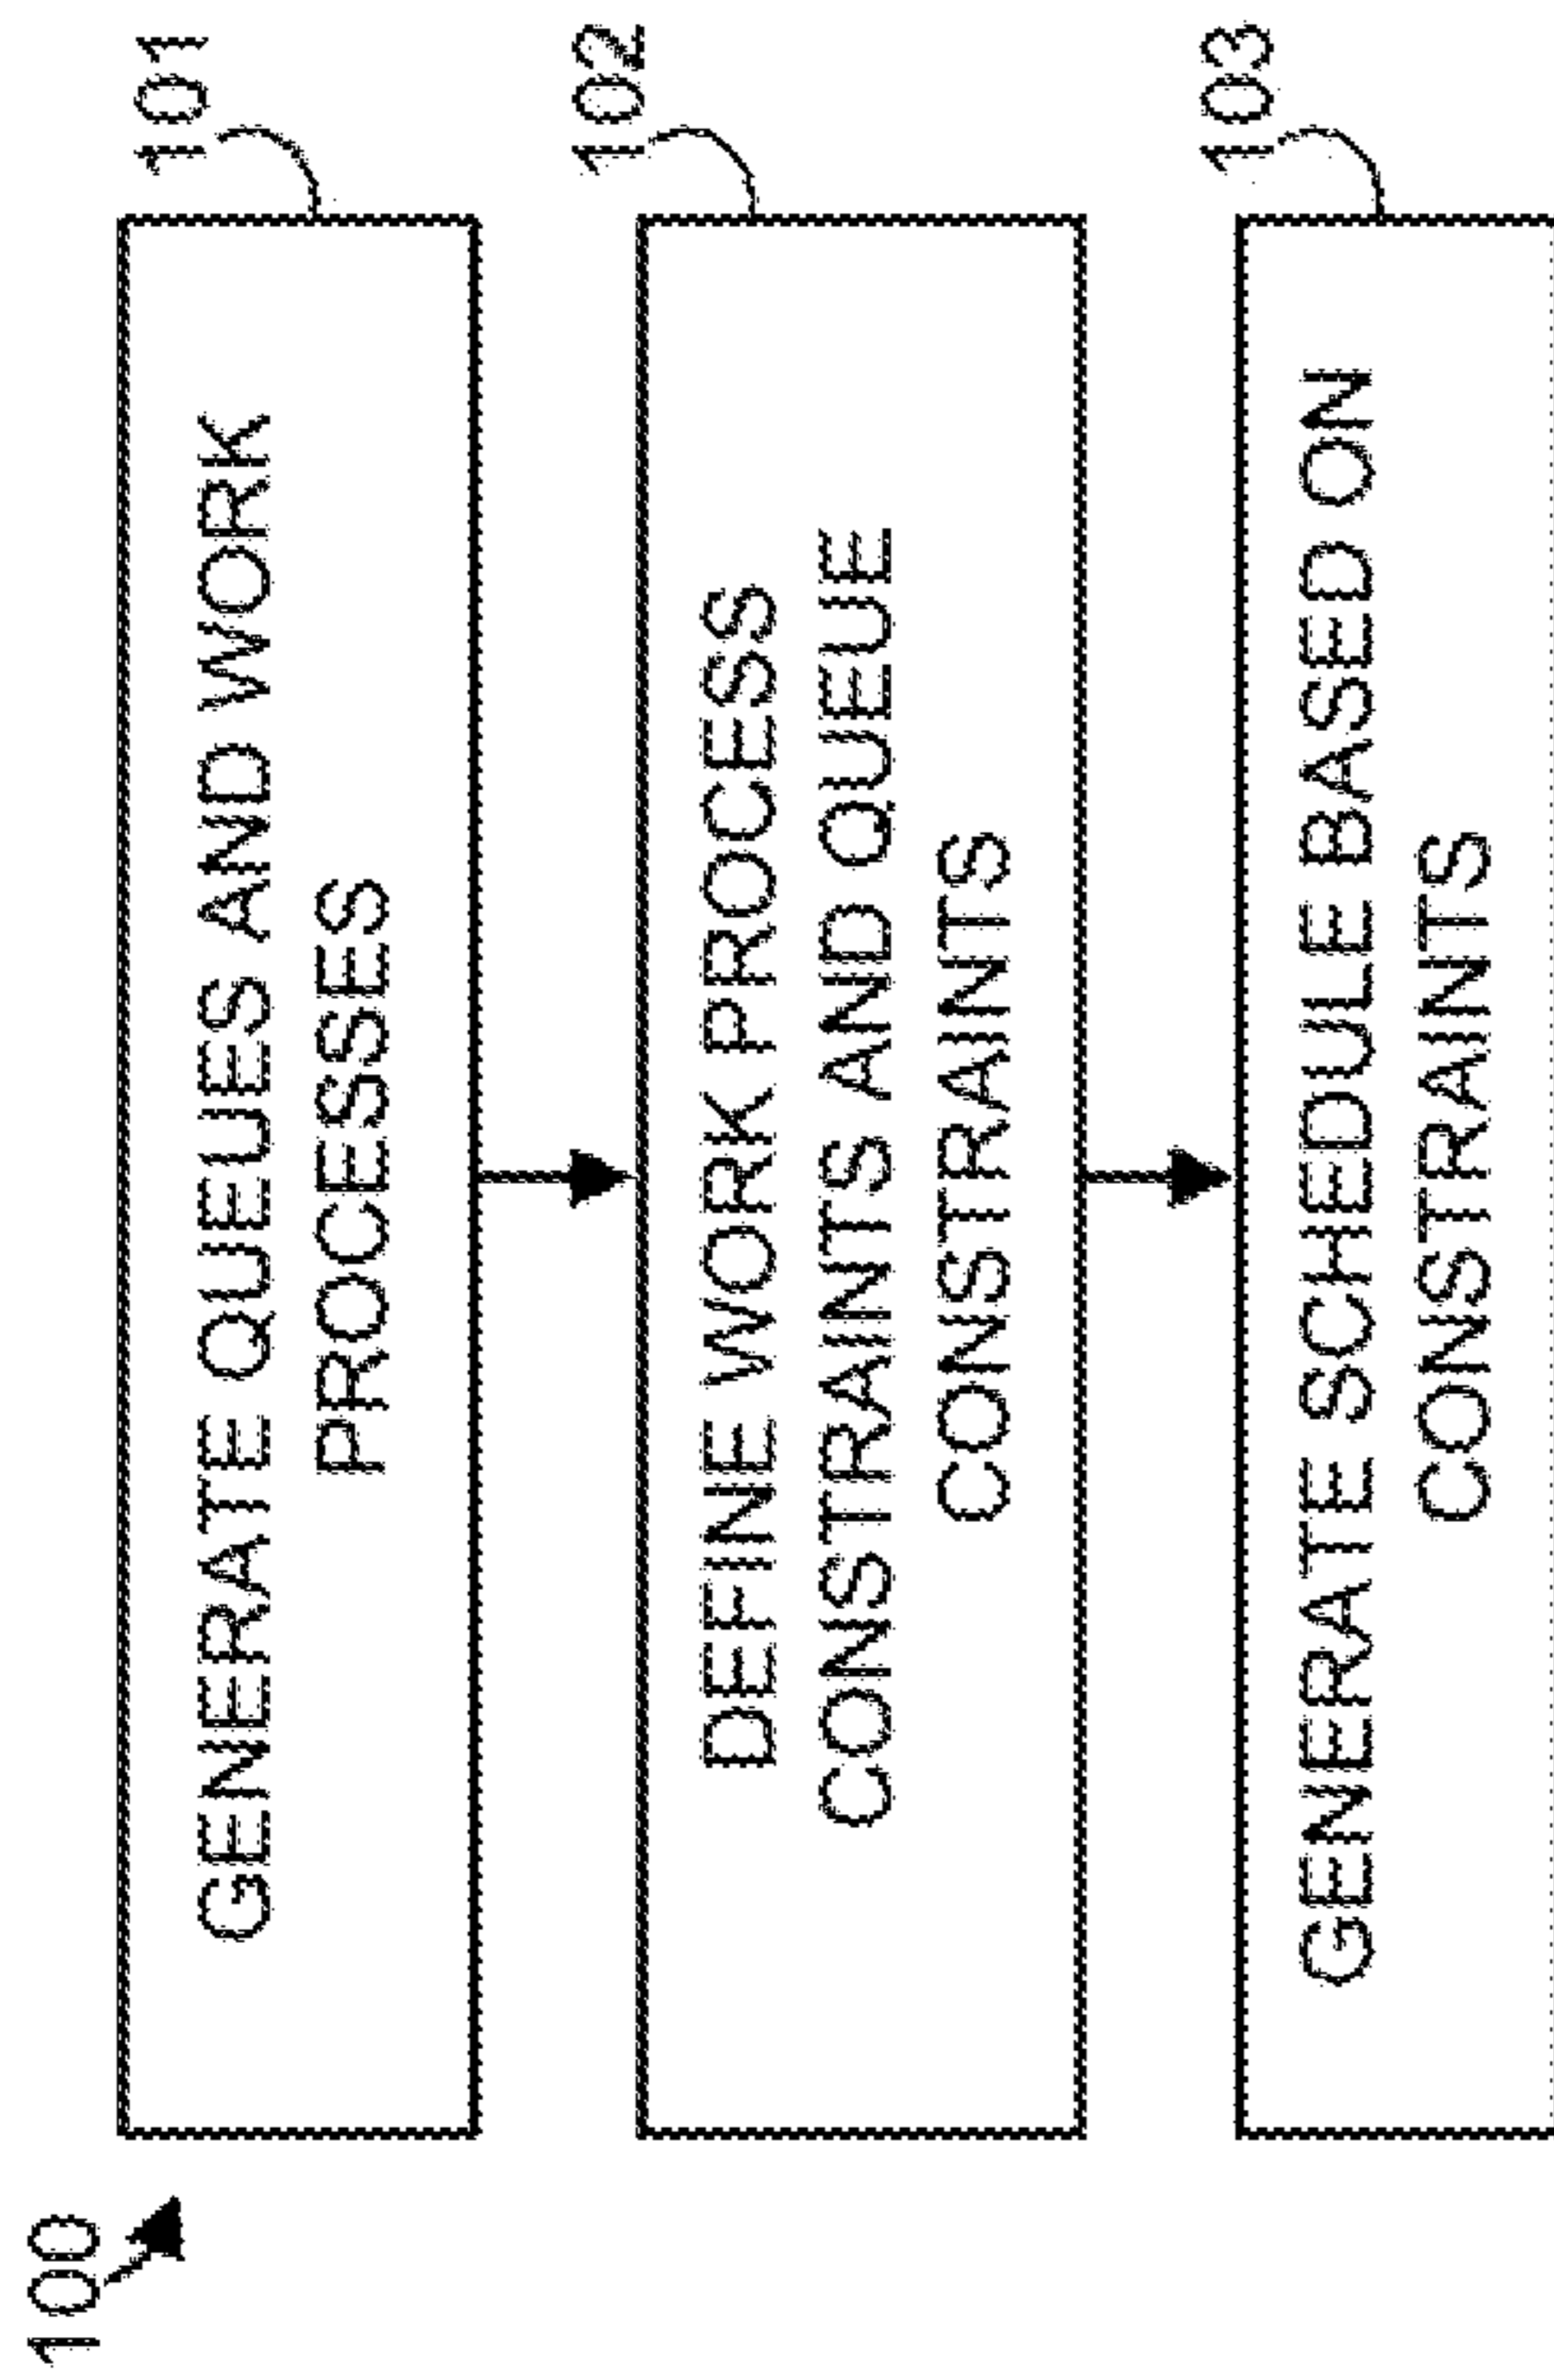 100
101
GENERATE QUEUES AND WORK
PROCESSES
102
DEFINE WORK PROCESS
CONSTRAINTS AND QUEUE
CONSTRAINTS
103
GENERATE SCHEDULE BASED ON
CONSTRAINTS